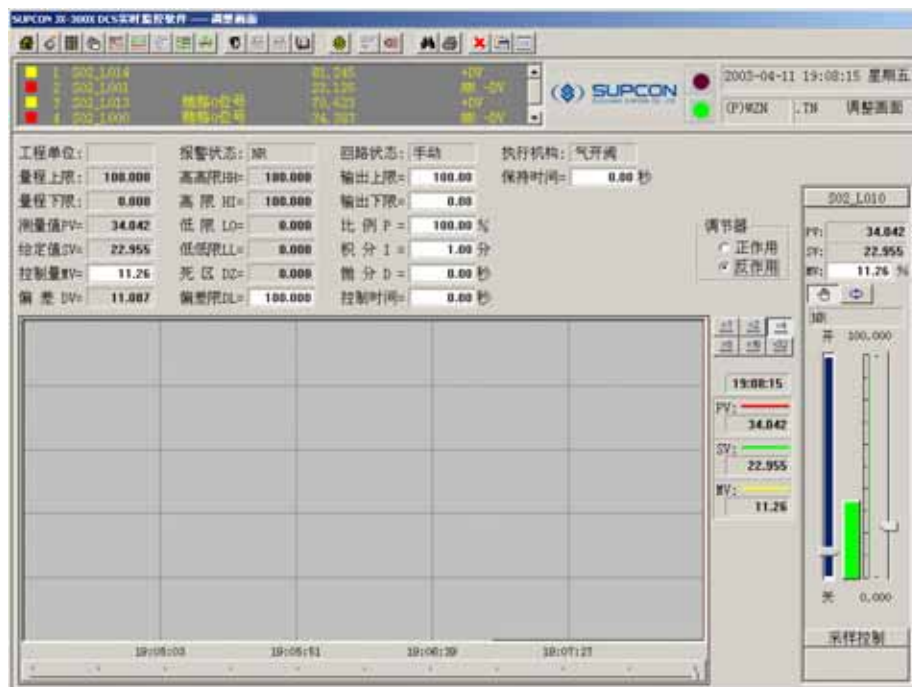 SUPCON JX-300X DCS实时监控软件 —— 调整画面
1 S02_L014 81.245 +DV
2 S02_L001
3 S02_L013 +DV
4 S02_L000
SUPCON
2003-04-11 19:08:15 星期五
(P)WZN .TN 调整画面
工程单位: 报警状态: NR 回路状态: 手动 执行机构: 气开阀
量程上限: 100.000 高高限HH= 100.000 输出上限= 100.00 保持时间= 0.00 秒
量程下限: 0.000 高 限 HI= 100.000 输出下限= 0.00
测量值PV= 34.042 低 限 LO= 0.000 比 例 P = 100.00 %
给定值SV= 22.955 低低限LL= 0.000 积 分 I = 1.00 分
控制量MV= 11.26 死 区 DZ= 0.000 微 分 D = 0.00 秒
偏 差 DV= 11.087 偏差限DL= 100.000 控制时间= 0.00 秒
调节器
正作用
反作用
S02_L010
PV: 34.042
SV: 22.955
MV: 11.26 %
NR
开 100.000
关 0.000
采样控制
19:08:15
PV:
34.042
SV:
22.955
MV:
11.26
19:05:03 19:05:51 19:06:39 19:07:27